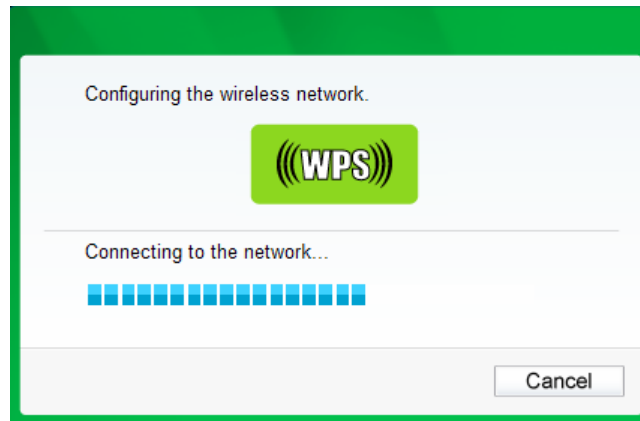 Configuring the wireless network.
WPS
Connecting to the network...
Cancel